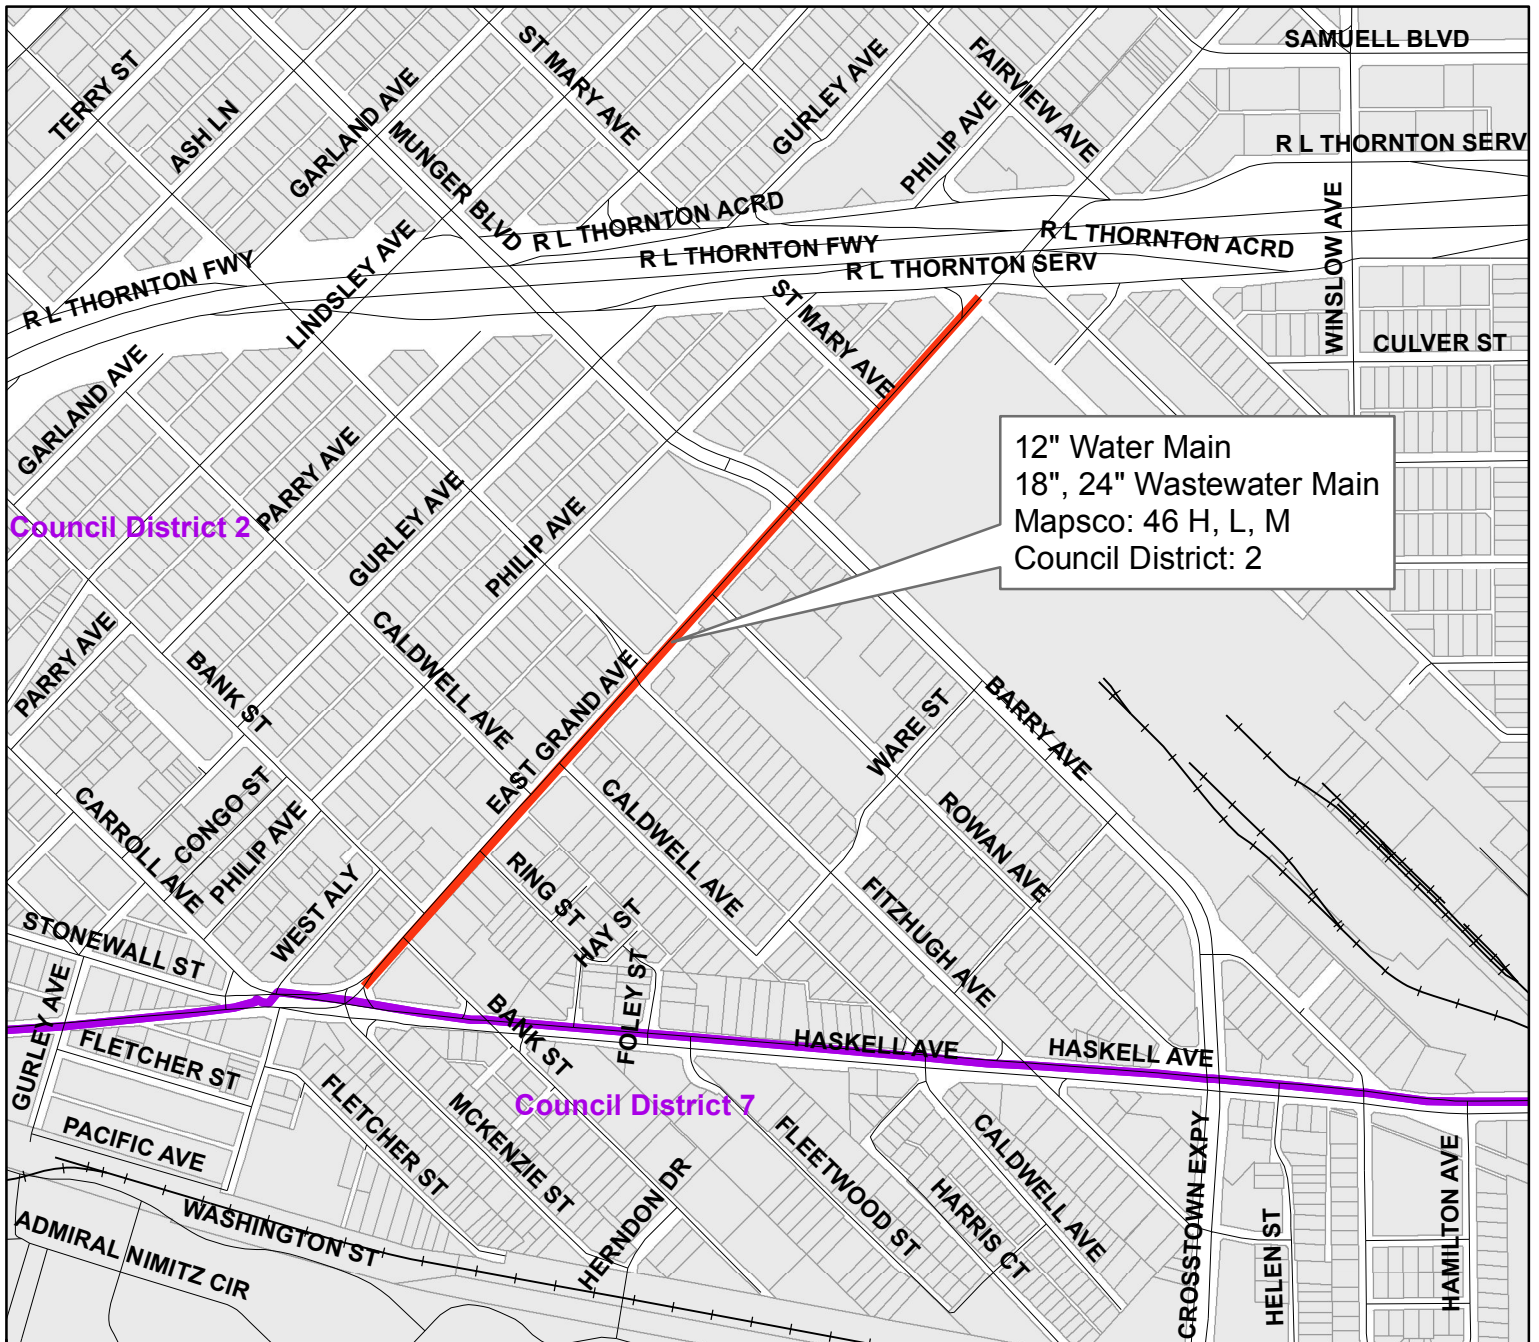 SAMUELL BLVD
TERRY ST
ST MARY AVE
FAIRVIEW AVE
GURLEY AVE
ASH LN
GARLAND AVE
MUNGER BLVD
PHILIP AVE
R L THORNTON SERV
R L THORNTON ACRD
R L THORNTON FWY
R L THORNTON ACRD
R L THORNTON SERV
R L THORNTON FWY
LINDSLEY AVE
WINSLOW AVE
ST MARY AVE
CULVER ST
GARLAND AVE
12" Water Main
18", 24" Wastewater Main
Mapsco: 46 H, L, M
Council District: 2
PARRY AVE
Council District 2
GURLEY AVE
PHILIP AVE
PARRY AVE
CALDWELL AVE
BANK ST
EAST GRAND AVE
WARE ST
BARRY AVE
CONGO ST
CARROLL AVE
PHILIP AVE
CALDWELL AVE
ROWAN AVE
WEST ALY
RING ST
HAY ST
FITZHUGH AVE
STONEWALL ST
GURLEY AVE
FOLEY ST
BANK ST
HASKELL AVE
HASKELL AVE
FLETCHER ST
FLETCHER ST
MCKENZIE ST
Council District 7
PACIFIC AVE
FLEETWOOD ST
CALDWELL AVE
HARRIS CT
CROSSTOWN EXPY
HELEN ST
HAMILTON AVE
HERNDON DR
WASHINGTON ST
ADMIRAL NIMITZ CIR